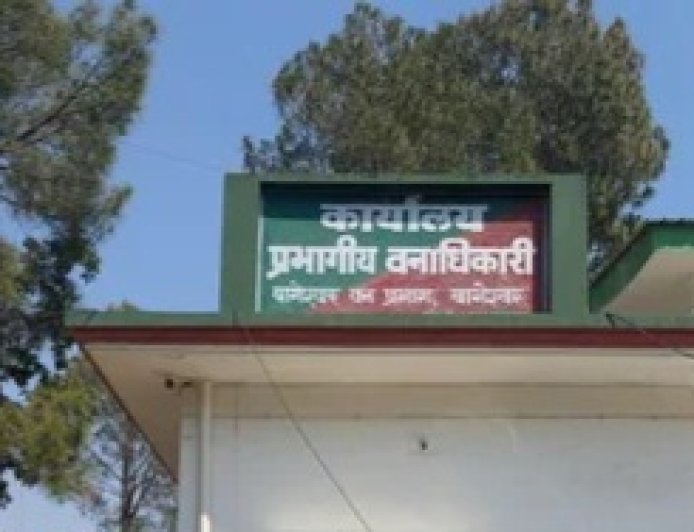 कार्यालय
प्रभागीय वनाधिकारी
बागेश्वर वन प्रभाग, बागेश्वर